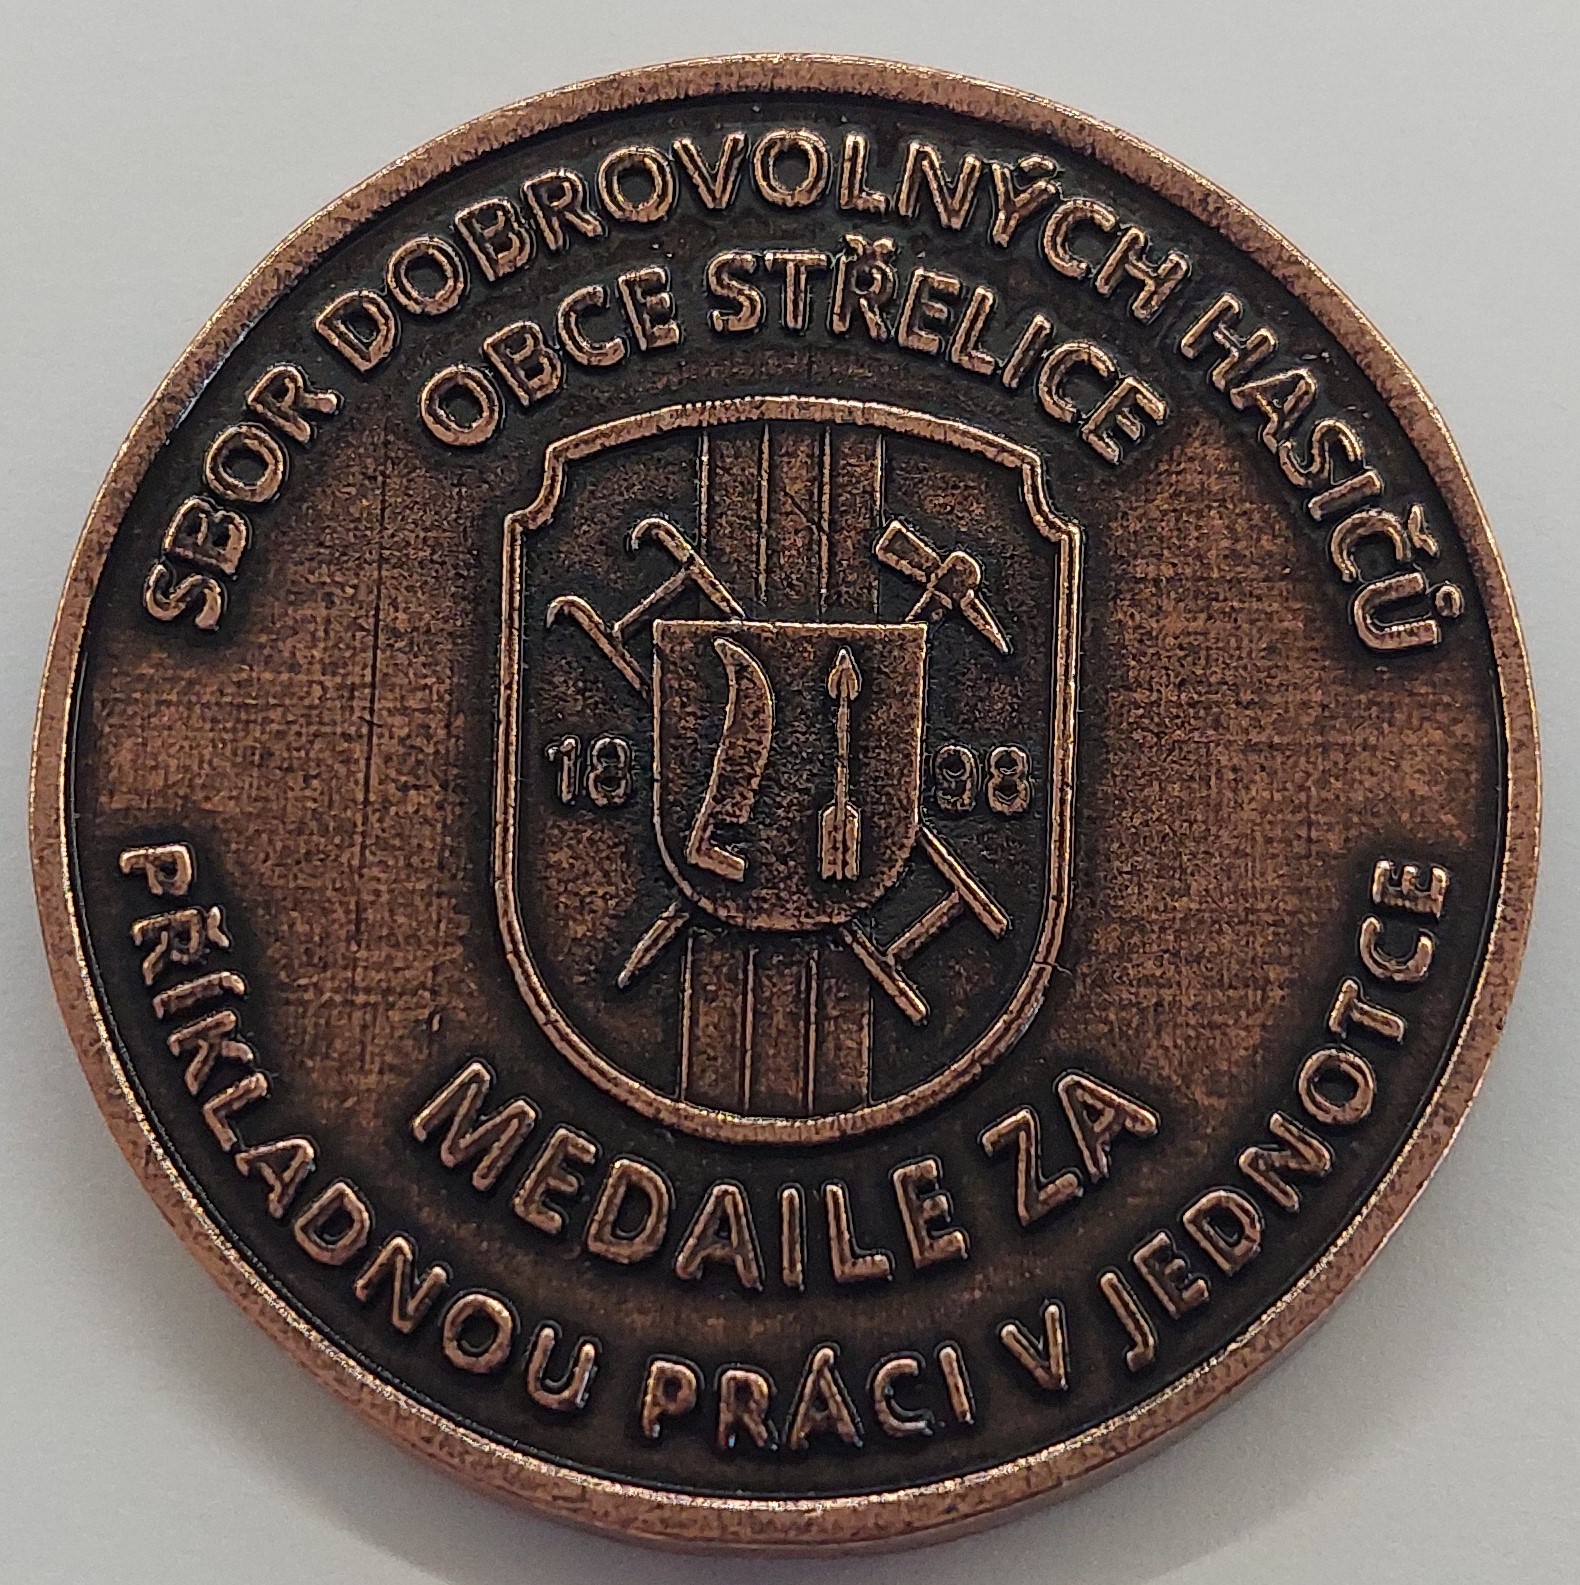 SBOR DOBROVOLNÝCH HASIČŮ
OBCE STŘELICE
18 98
MEDAILE ZA
PŘÍKLADNOU PRÁCI V JEDNOTCE